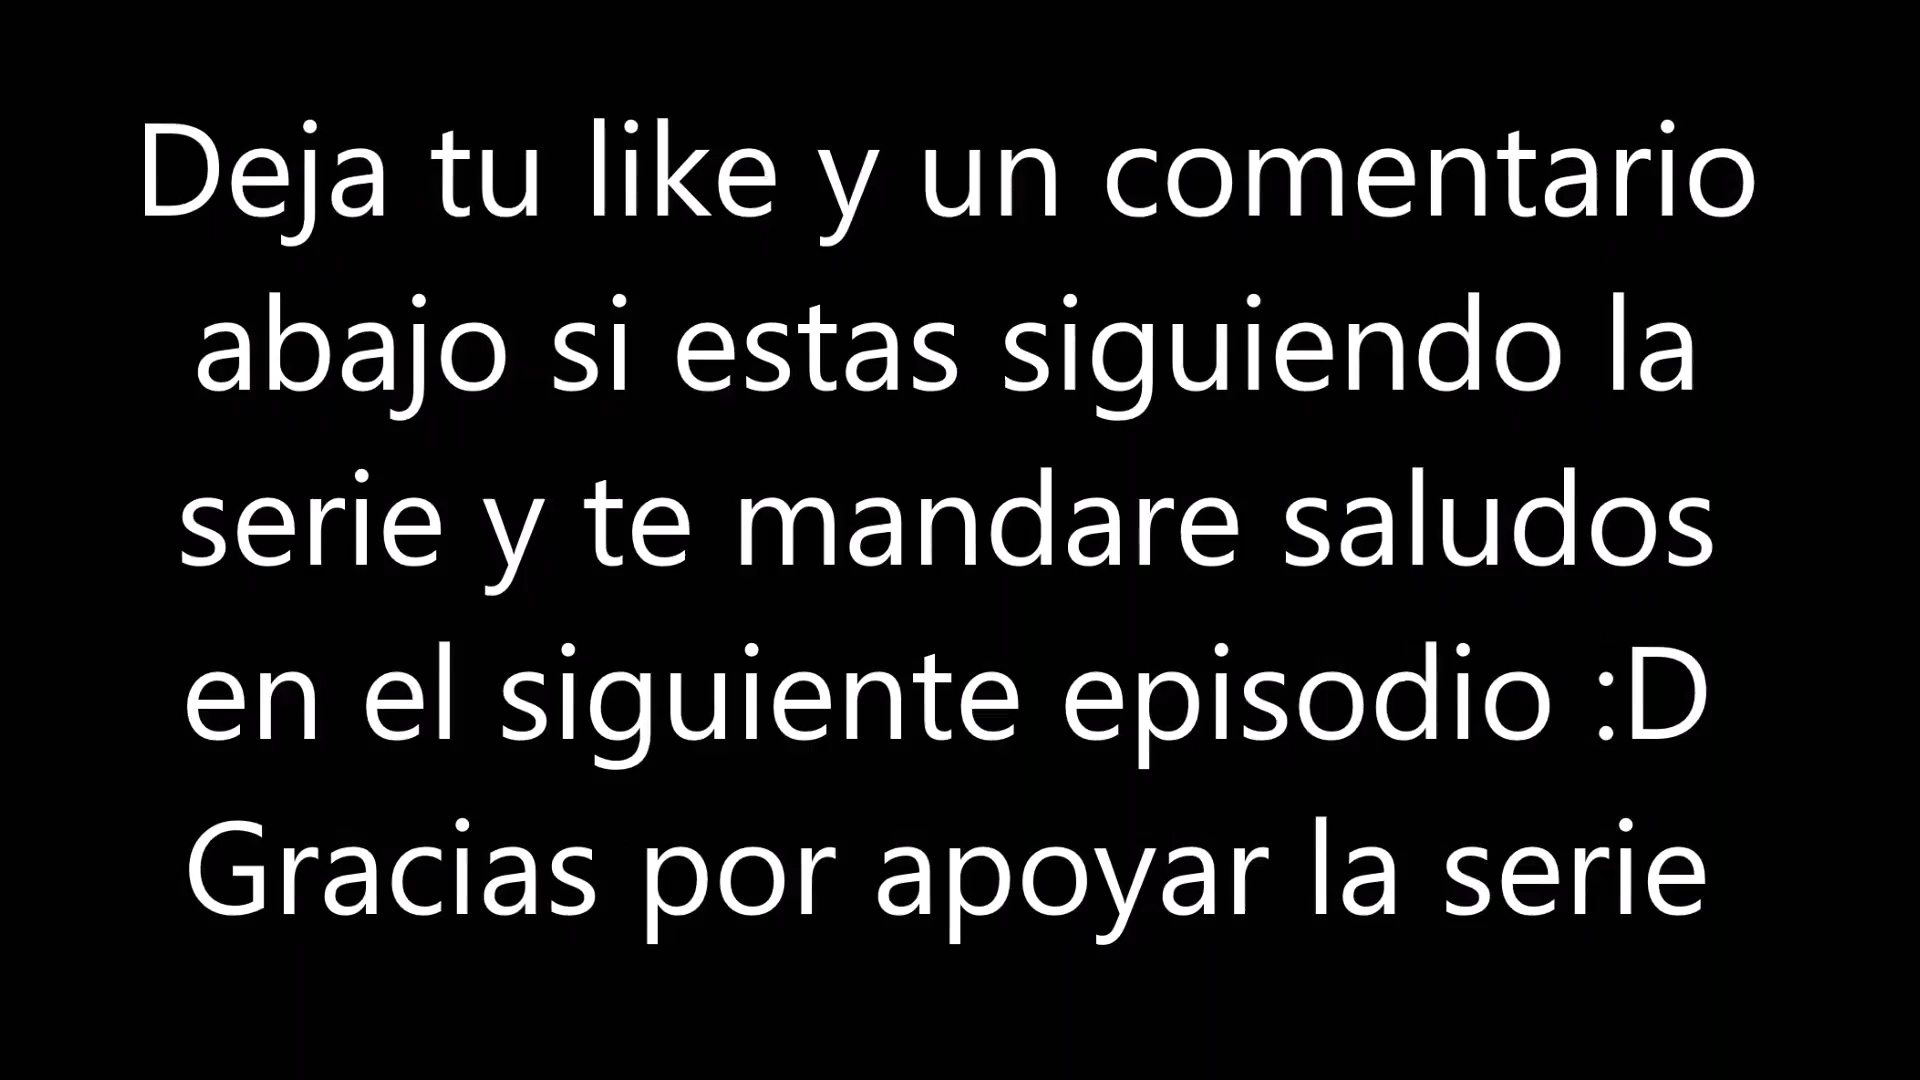 Deja tu like y un comentario
abajo si estas siguiendo la
serie y te mandare saludos
en el siguiente episodio :D
Gracias por apoyar la serie